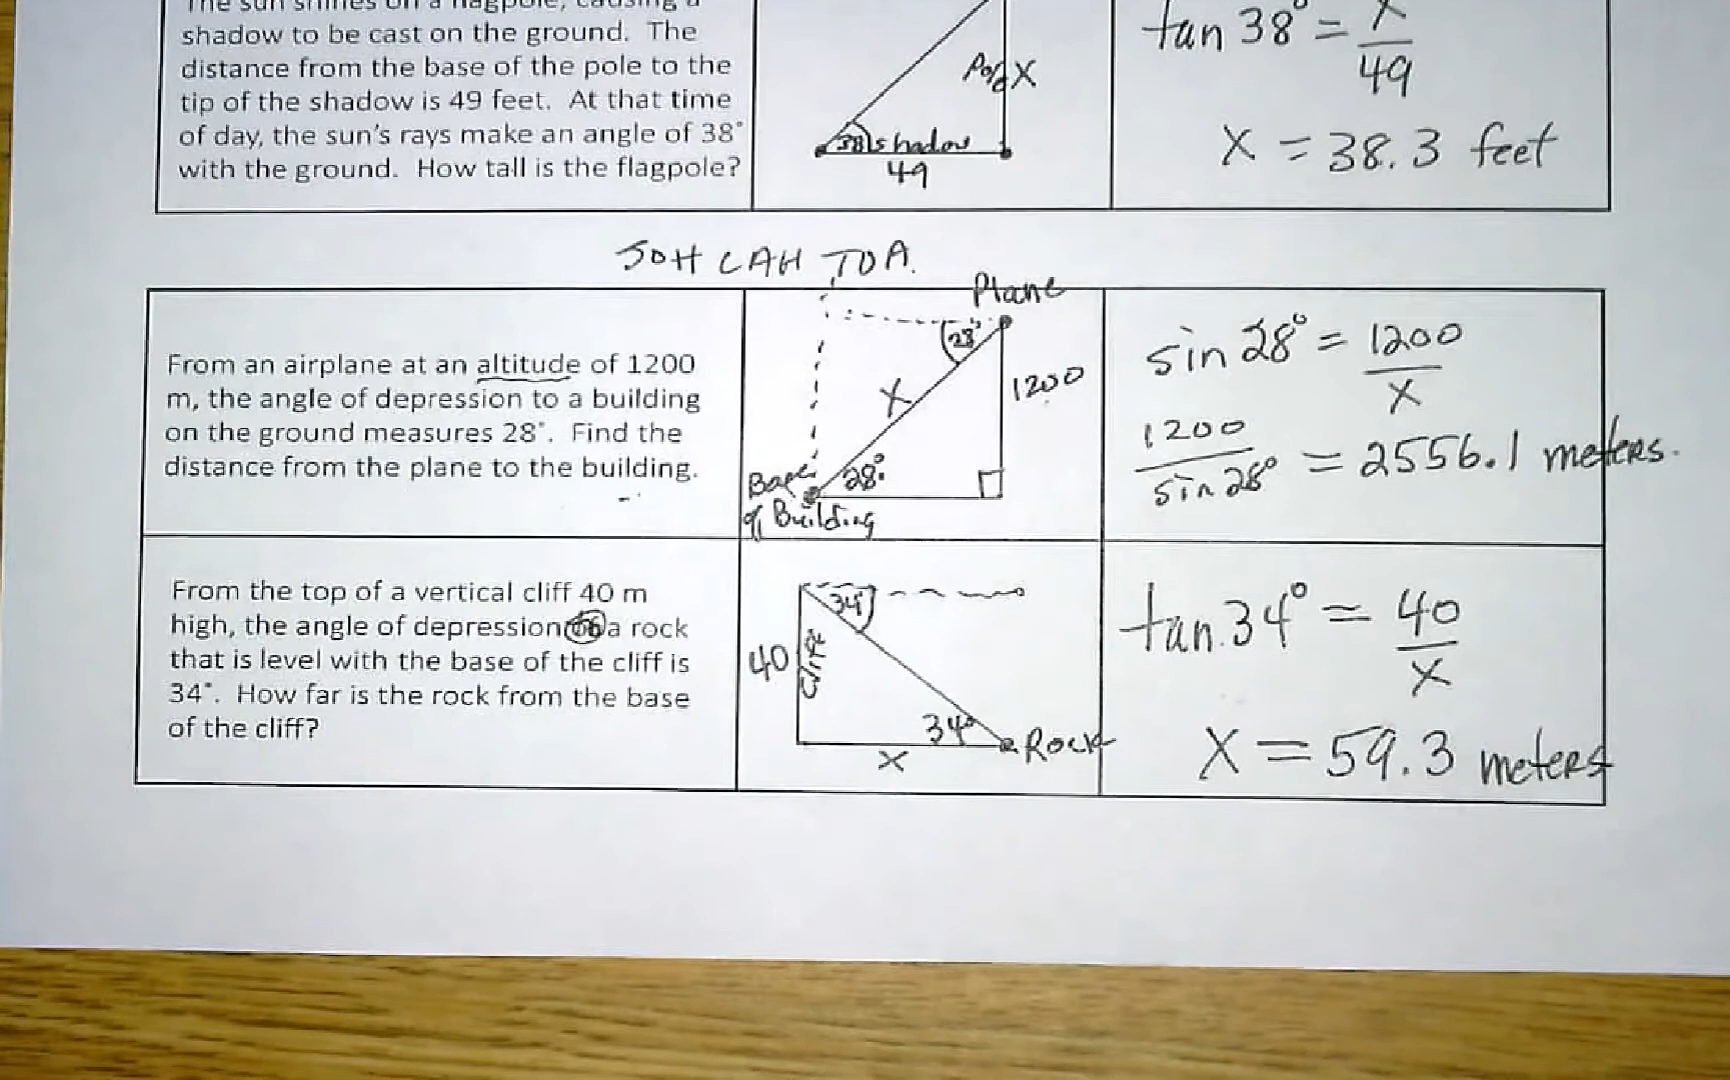 The sun shines on a flagpole, causing a
shadow to be cast on the ground. The
distance from the base of the pole to the
tip of the shadow is 49 feet. At that time
of day, the sun's rays make an angle of 38°
with the ground. How tall is the flagpole?
Pole X
38° shadow
49
tan 38° = X
49
X = 38.3 feet
SOH CAH TOA.
From an airplane at an altitude of 1200
m, the angle of depression to a building
on the ground measures 28°. Find the
distance from the plane to the building.
Plane
28°
X
1200
28°
Base
of Building
sin 28° = 1200
X
1200
sin 28° = 2556.1 meters.
From the top of a vertical cliff 40 m
high, the angle of depression a rock
that is level with the base of the cliff is
34°. How far is the rock from the base
of the cliff?
34°
40
Cliff
34°
Rock
X
tan 34° = 40
X
X = 59.3 meters